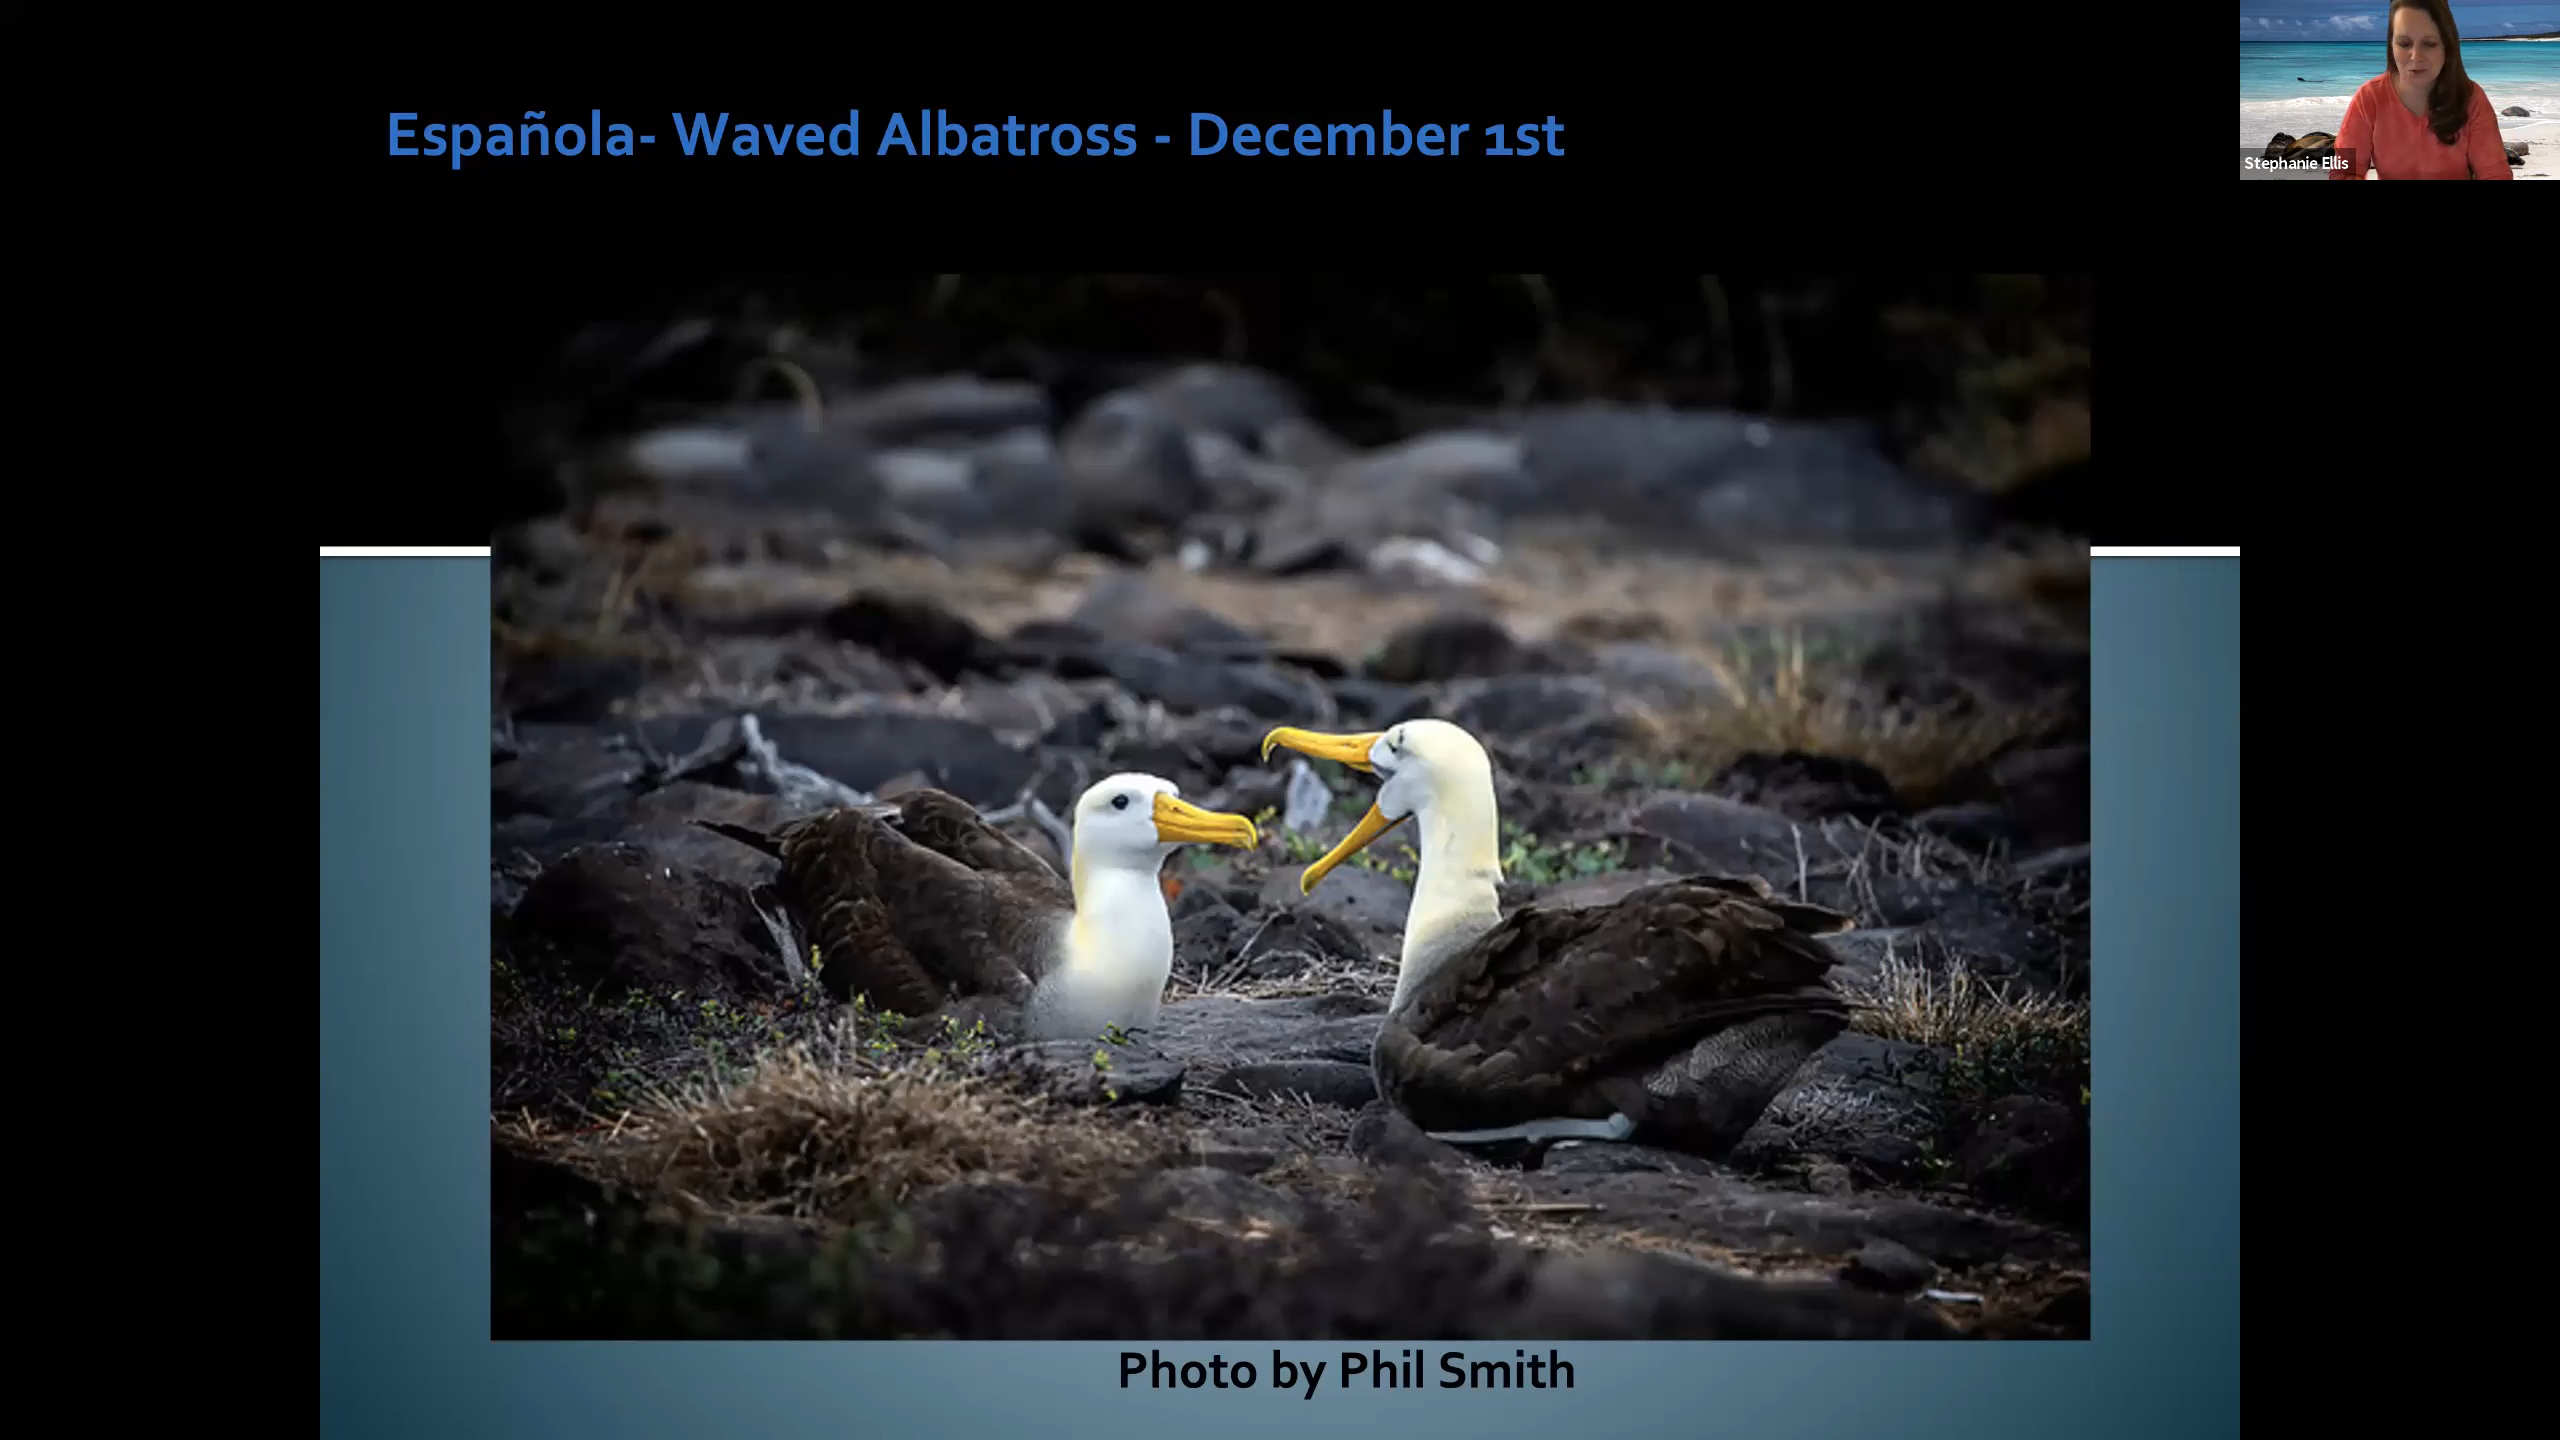 Española- Waved Albatross - December 1st
Stephanie Ellis
Photo by Phil Smith